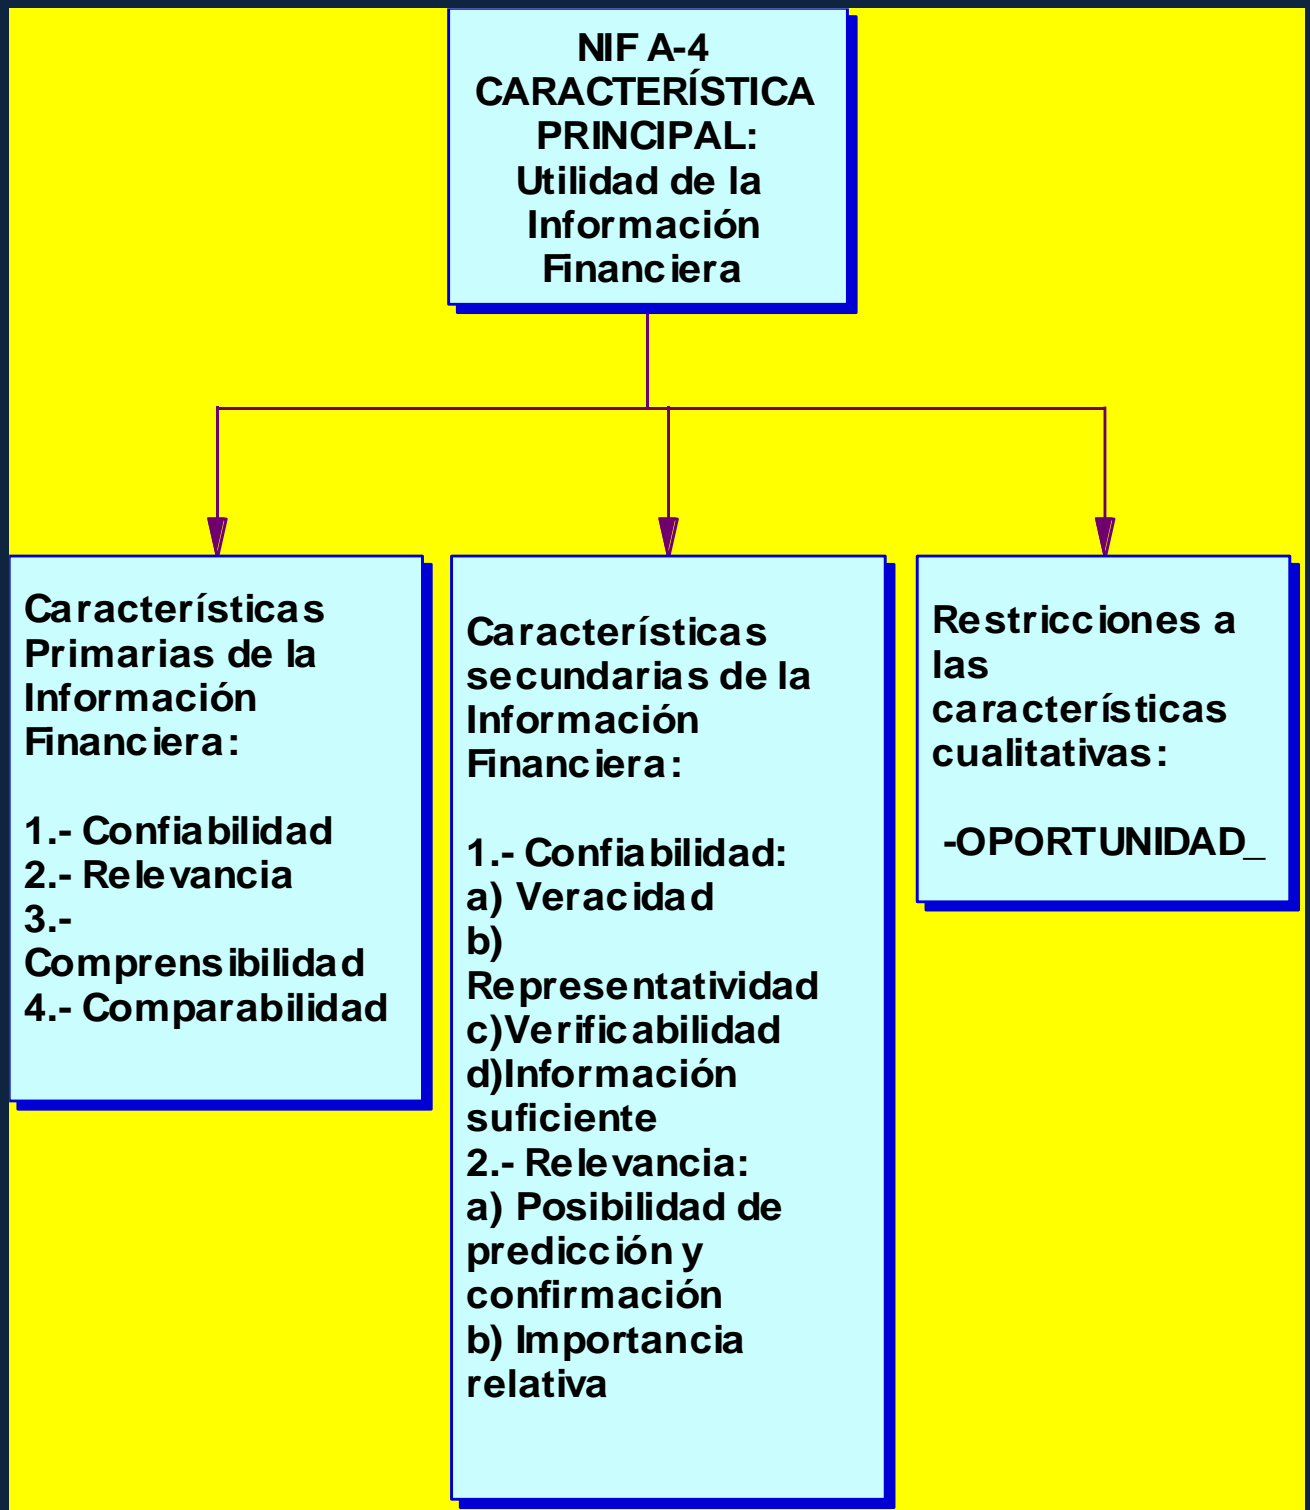 NIF A-4
CARACTERÍSTICA
PRINCIPAL:
Utilidad de la
Información
Financiera
Características
Primarias de la
Información
Financiera:
1.- Confiabilidad
2.- Relevancia
3.-
Comprensibilidad
4.- Comparabilidad
Características
secundarias de la
Información
Financiera:
1.- Confiabilidad:
a) Veracidad
b)
Representatividad
c)Verificabilidad
d)Información
suficiente
2.- Relevancia:
a) Posibilidad de
predicción y
confirmación
b) Importancia
relativa
Restricciones a
las
características
cualitativas:
-OPORTUNIDAD_